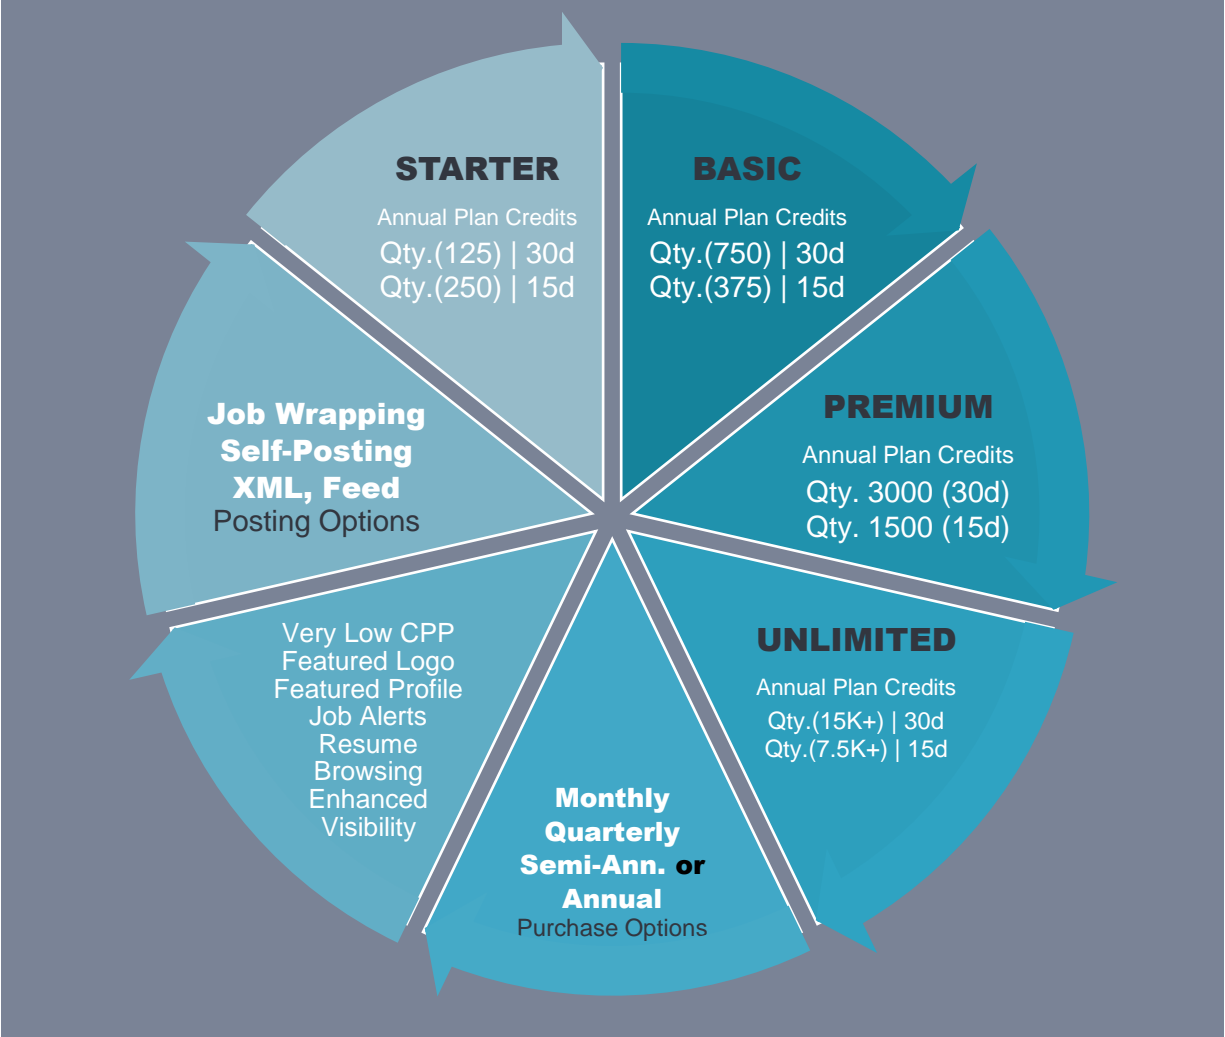 STARTER
Annual Plan Credits
Qty.(125) | 30d
Qty.(250) | 15d
BASIC
Annual Plan Credits
Qty.(750) | 30d
Qty.(375) | 15d
PREMIUM
Annual Plan Credits
Qty. 3000 (30d)
Qty. 1500 (15d)
UNLIMITED
Annual Plan Credits
Qty.(15K+) | 30d
Qty.(7.5K+) | 15d
Monthly
Quarterly
Semi-Ann. or
Annual
Purchase Options
Very Low CPP
Featured Logo
Featured Profile
Job Alerts
Resume
Browsing
Enhanced
Visibility
Job Wrapping
Self-Posting
XML, Feed
Posting Options